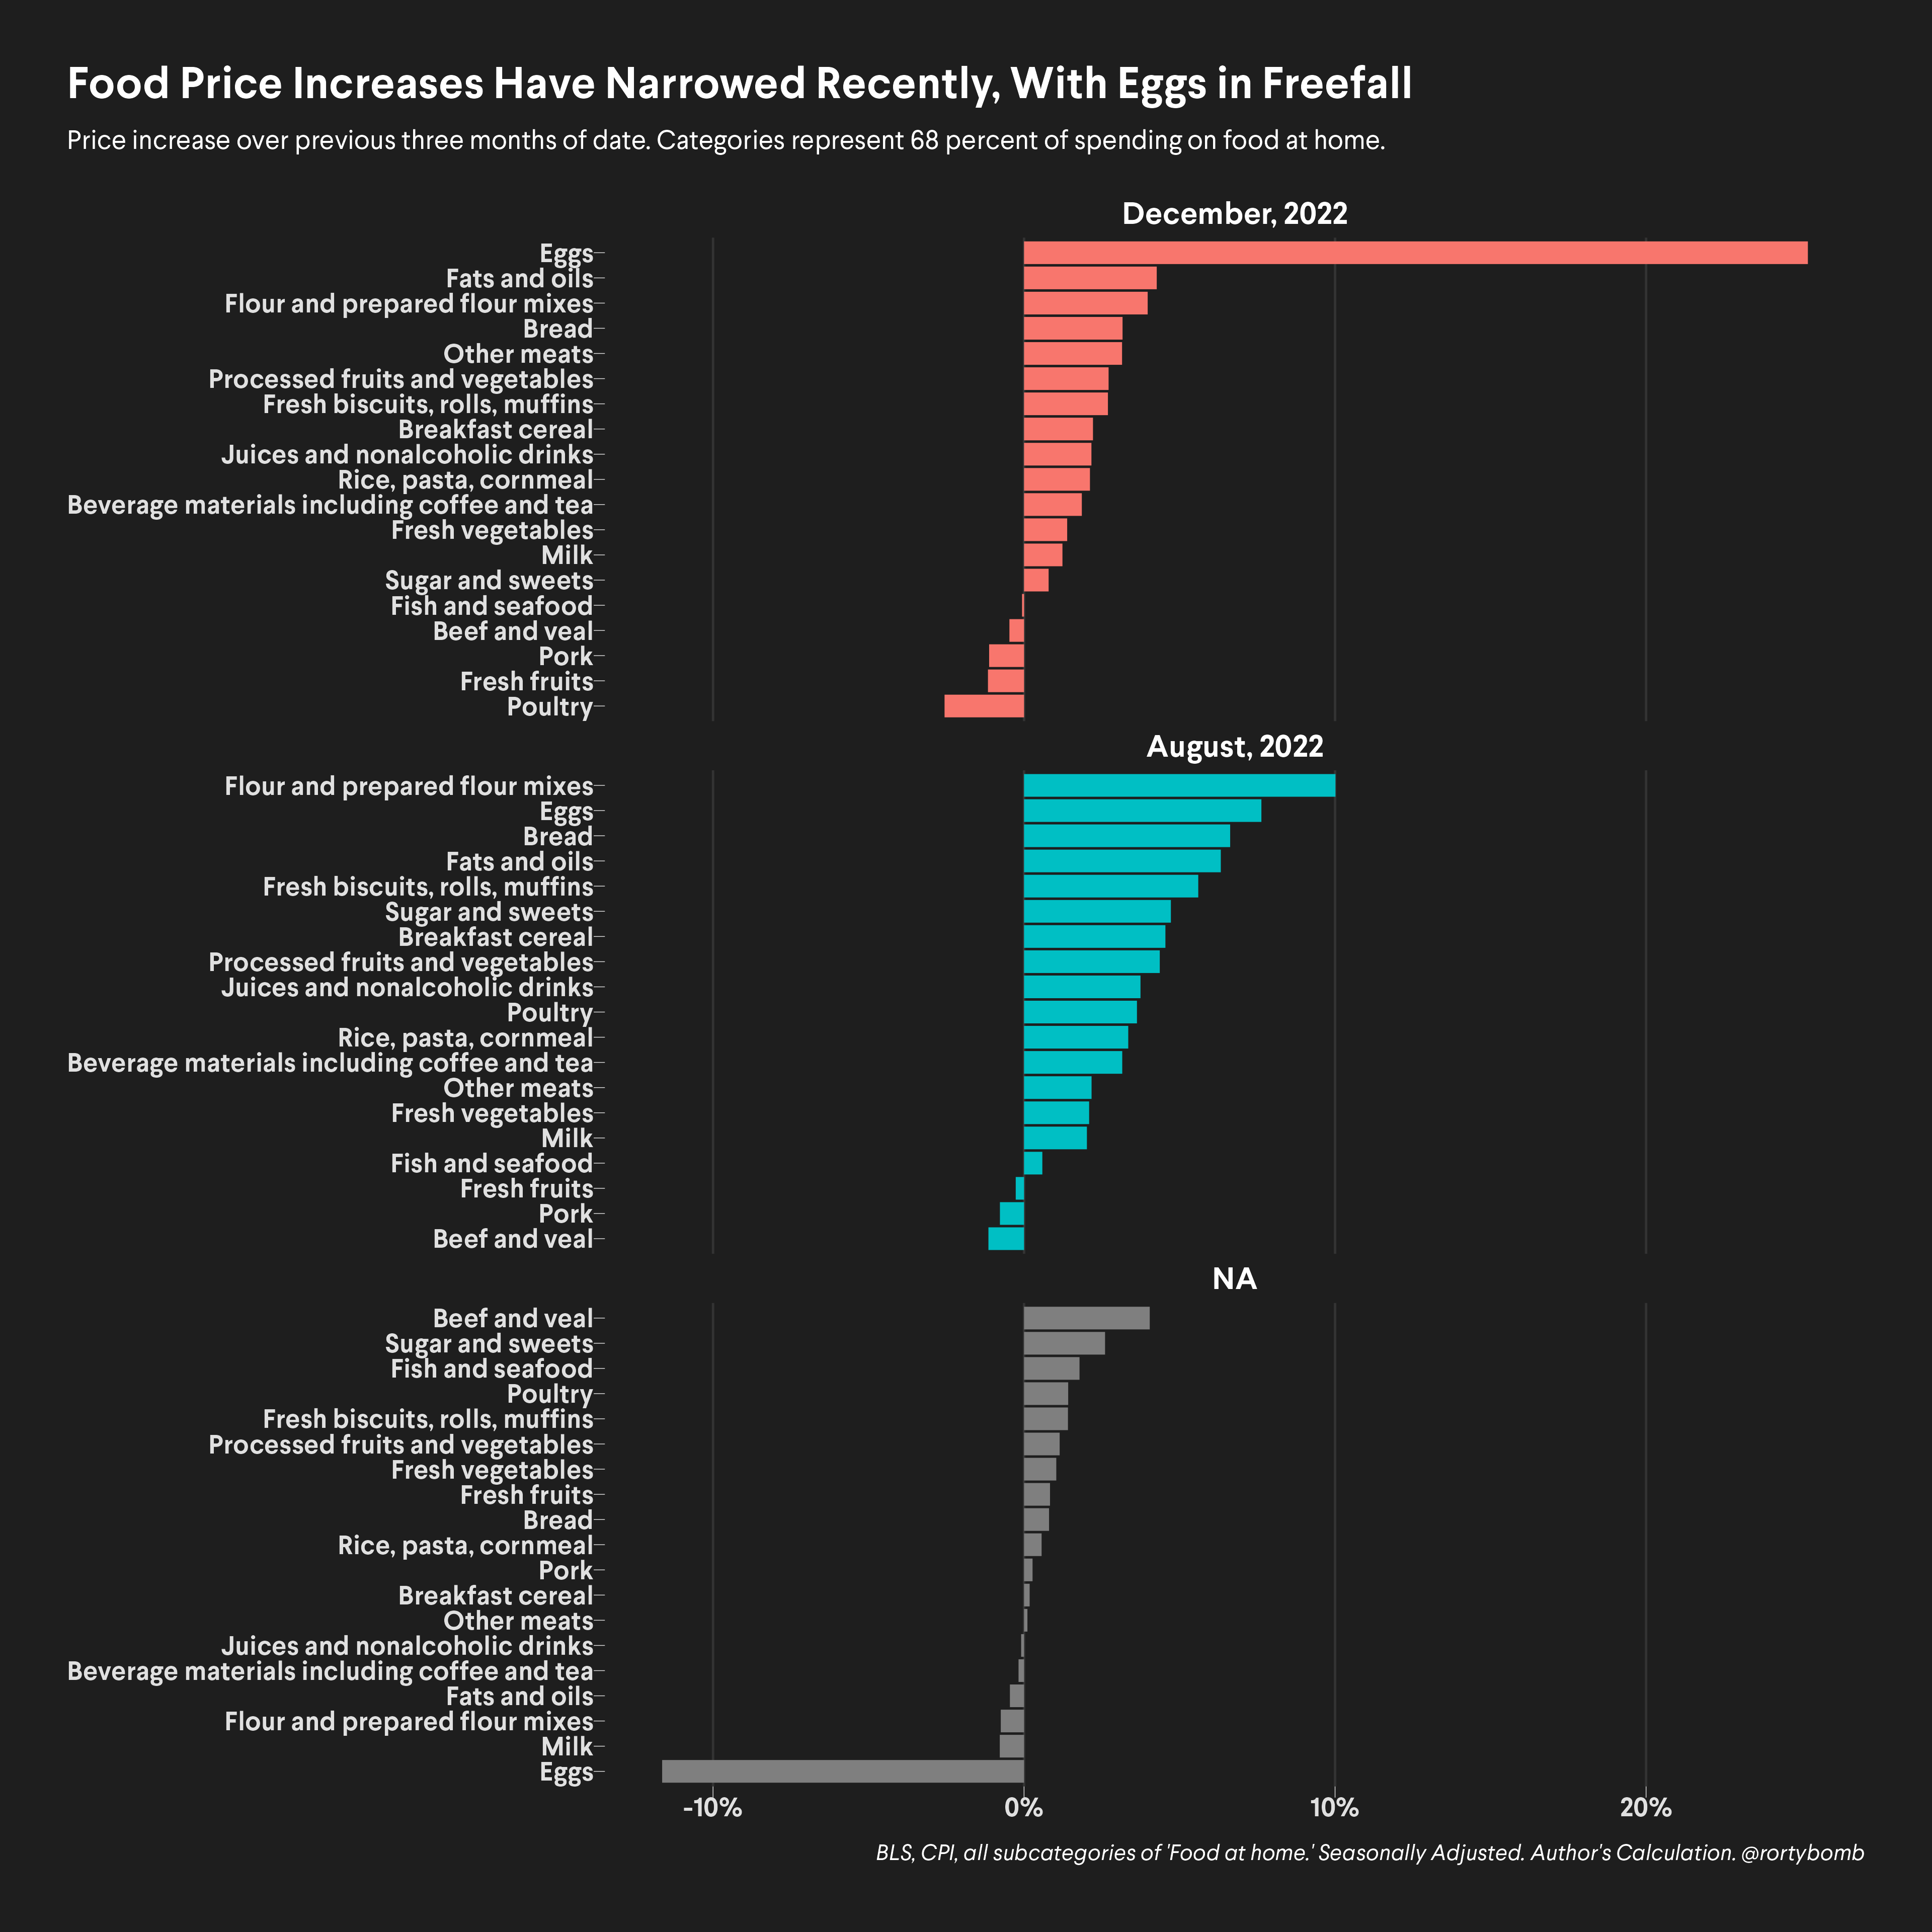 Food Price Increases Have Narrowed Recently, With Eggs in Freefall
Price increase over previous three months of date. Categories represent 68 percent of spending on food at home.
December, 2022
Eggs
Fats and oils
Flour and prepared flour mixes
Bread
Other meats
Processed fruits and vegetables
Fresh biscuits, rolls, muffins
Breakfast cereal
Juices and nonalcoholic drinks
Rice, pasta, cornmeal
Beverage materials including coffee and tea
Fresh vegetables
Milk
Sugar and sweets
Fish and seafood
Beef and veal
Pork
Fresh fruits
Poultry
August, 2022
Flour and prepared flour mixes
Eggs
Bread
Fats and oils
Fresh biscuits, rolls, muffins
Sugar and sweets
Breakfast cereal
Processed fruits and vegetables
Juices and nonalcoholic drinks
Poultry
Rice, pasta, cornmeal
Beverage materials including coffee and tea
Other meats
Fresh vegetables
Milk
Fish and seafood
Fresh fruits
Pork
Beef and veal
NA
Beef and veal
Sugar and sweets
Fish and seafood
Poultry
Fresh biscuits, rolls, muffins
Processed fruits and vegetables
Fresh vegetables
Fresh fruits
Bread
Rice, pasta, cornmeal
Pork
Breakfast cereal
Other meats
Juices and nonalcoholic drinks
Beverage materials including coffee and tea
Fats and oils
Flour and prepared flour mixes
Milk
Eggs
-10% 0% 10% 20%
BLS, CPI, all subcategories of 'Food at home.' Seasonally Adjusted. Author's Calculation. @rortybomb